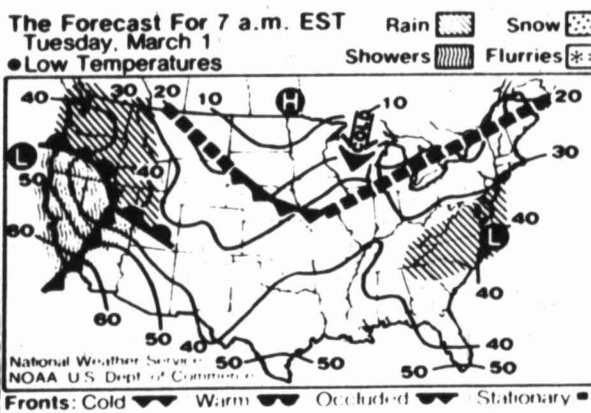 The Forecast For 7 a.m. EST
Tuesday, March 1
●Low Temperatures
Rain Snow
Showers Flurries
40 30 20 10 H 10 20
COLD
L 50 40 30
60 40 L
40
60 50 40 50 50 40 50 50
National Weather Service
NOAA U S Dept of Commerce
Fronts: Cold Warm Occluded Stationary